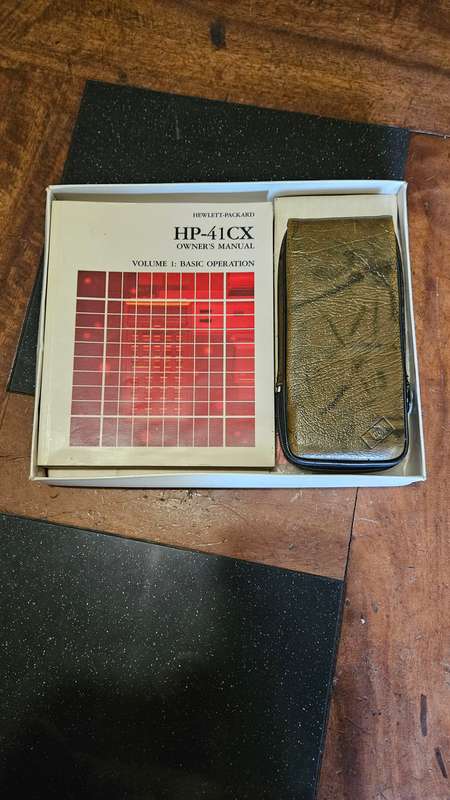 HEWLETT-PACKARD
HP-41CX
OWNER'S MANUAL
VOLUME 1: BASIC OPERATION